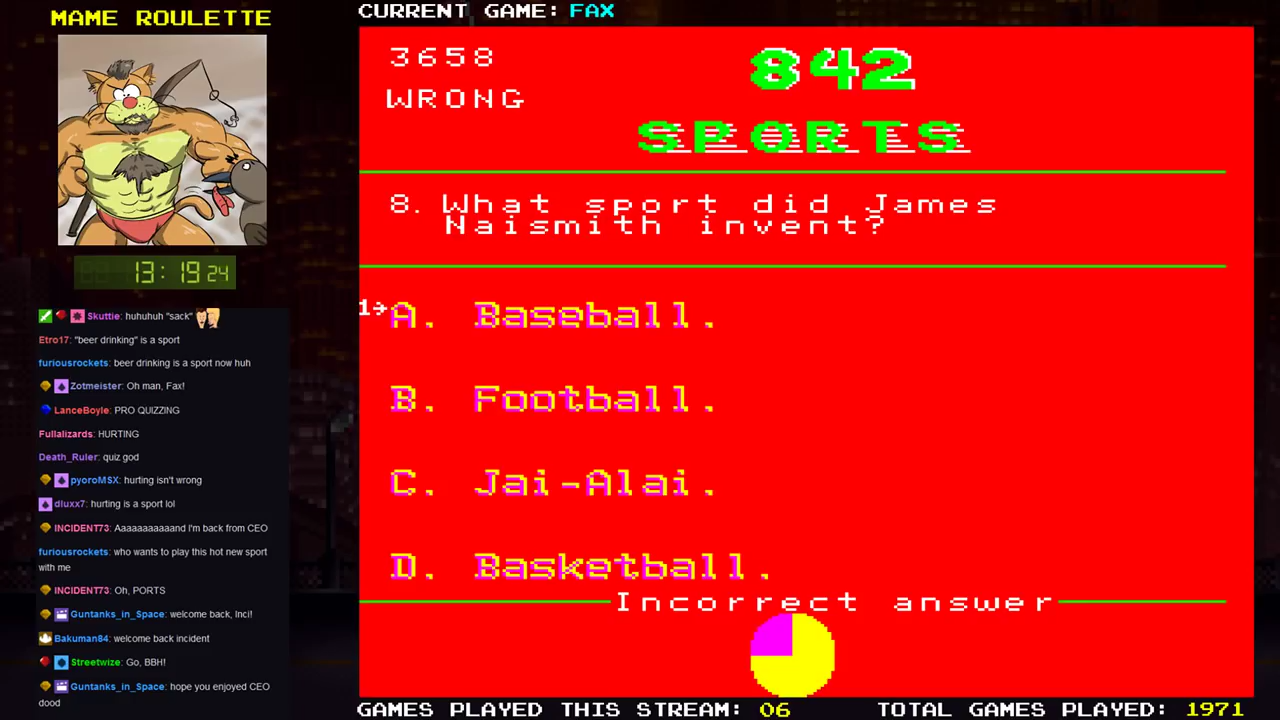 MAME ROULETTE
13:19 24
Skuttie: huhuhuh "sack"
Etro17: "beer drinking" is a sport
furiousrockets: beer drinking is a sport now huh
Zotmeister: Oh man, Fax!
LanceBoyle: PRO QUIZZING
Fullalizards: HURTING
Death_Ruler: quiz god
pyoroMSX: hurting isn't wrong
dluxx7: hurting is a sport lol
INCIDENT73: Aaaaaaaaaand I'm back from CEO
furiousrockets: who wants to play this hot new sport
with me
INCIDENT73: Oh, PORTS
Guntanks_in_Space: welcome back, Inci!
Bakuman84: welcome back incident
Streetwize: Go, BBH!
Guntanks_in_Space: hope you enjoyed CEO
dood
CURRENT GAME: FAX
3658
WRONG
842
SPORTS
8. What sport did James
Naismith invent?
1→A. Baseball.
B. Football.
C. Jai-Alai.
D. Basketball.
Incorrect answer
GAMES PLAYED THIS STREAM: 06
TOTAL GAMES PLAYED: 1971